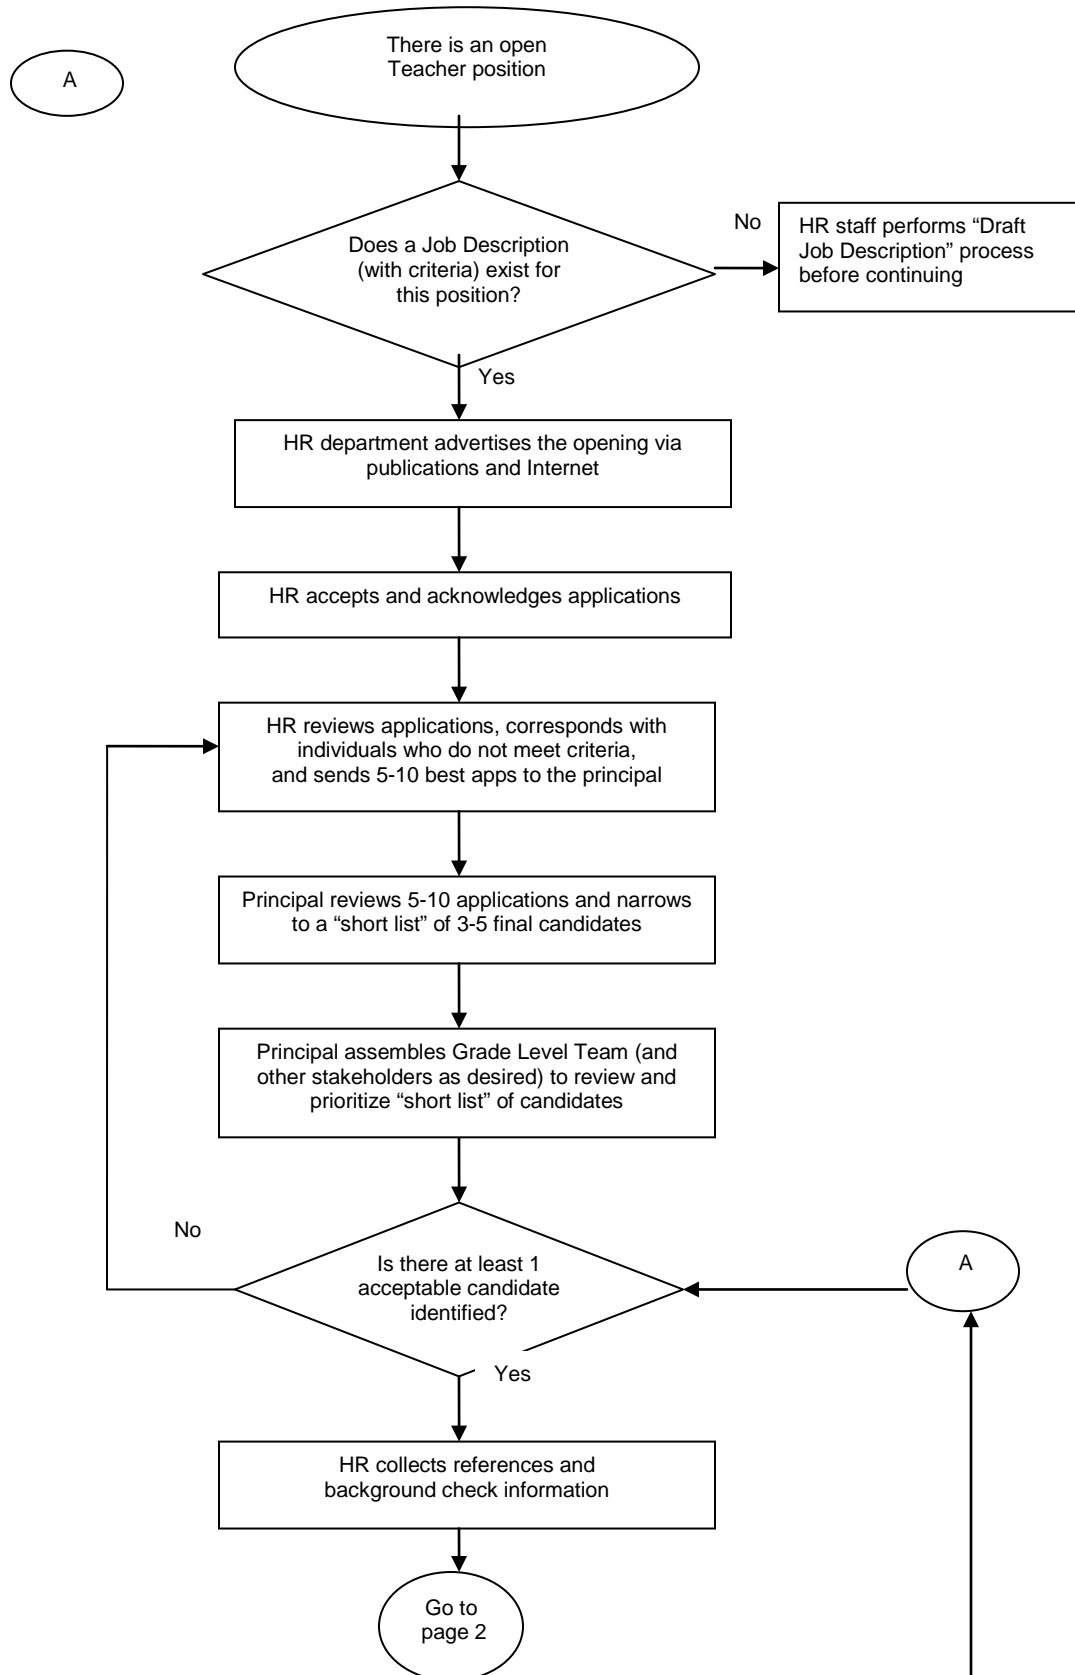 There is an open
Teacher position
A
Does a Job Description
(with criteria) exist for
this position?
No
HR staff performs “Draft
Job Description” process
before continuing
Yes
HR department advertises the opening via
publications and Internet
HR accepts and acknowledges applications
HR reviews applications, corresponds with
individuals who do not meet criteria,
and sends 5-10 best apps to the principal
Principal reviews 5-10 applications and narrows
to a “short list” of 3-5 final candidates
Principal assembles Grade Level Team (and
other stakeholders as desired) to review and
prioritize “short list” of candidates
No
Is there at least 1
acceptable candidate
identified?
A
Yes
HR collects references and
background check information
Go to
page 2